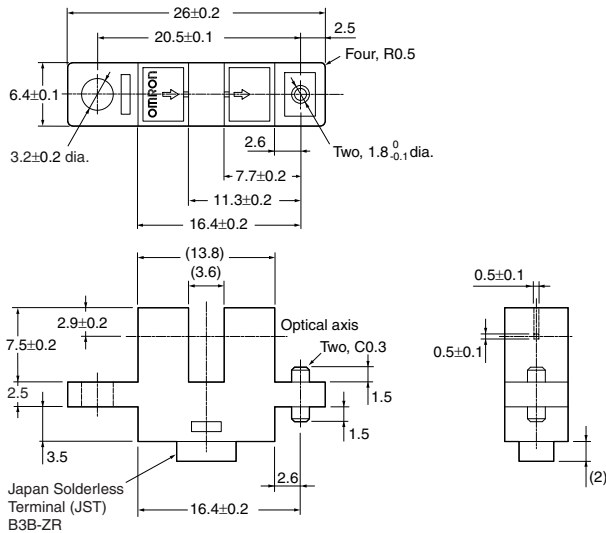 26±0.2
20.5±0.1
2.5
Four, R0.5
6.4±0.1
OMRON
3.2±0.2 dia.
2.6
Two, 1.8 0 -0.1 dia.
7.7±0.2
11.3±0.2
16.4±0.2
(13.8)
(3.6)
0.5±0.1
2.9±0.2
Optical axis
7.5±0.2
Two, C0.3
0.5±0.1
2.5
1.5
1.5
3.5
(2)
Japan Solderless
Terminal (JST)
B3B-ZR
2.6
16.4±0.2